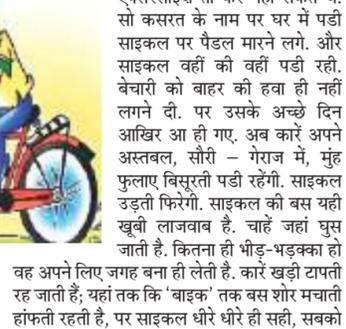 सो कसरत के नाम पर घर में पडी
साइकल पर पैडल मारने लगे. और
साइकल वहीं की वहीं पडी रही.
बेचारी को बाहर की हवा ही नहीं
लगने दी. पर उसके अच्छे दिन
आखिर आ ही गए. अब कारें अपने
अस्तबल, सौरी – गेराज में, मुंह
फुलाए बिसूरती पडी रहेंगी. साइकल
उड़ती फिरेगी. साइकल की बस यही
खूबी लाजवाब है. चाहें जहां घुस
जाती है. कितना ही भीड़-भड़क्का हो
वह अपने लिए जगह बना ही लेती है. कारें खड़ी टापती
रह जाती हैं; यहां तक कि ‘बाइक’ तक बस शोर मचाती
हांफती रहती है, पर साइकल धीरे धीरे ही सही, सबको